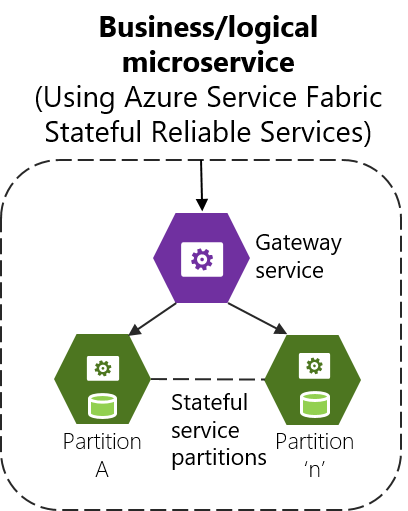 Business/logical
microservice
(Using Azure Service Fabric
Stateful Reliable Services)
Gateway
service
Stateful
service
partitions
Partition
A
Partition
‘n’